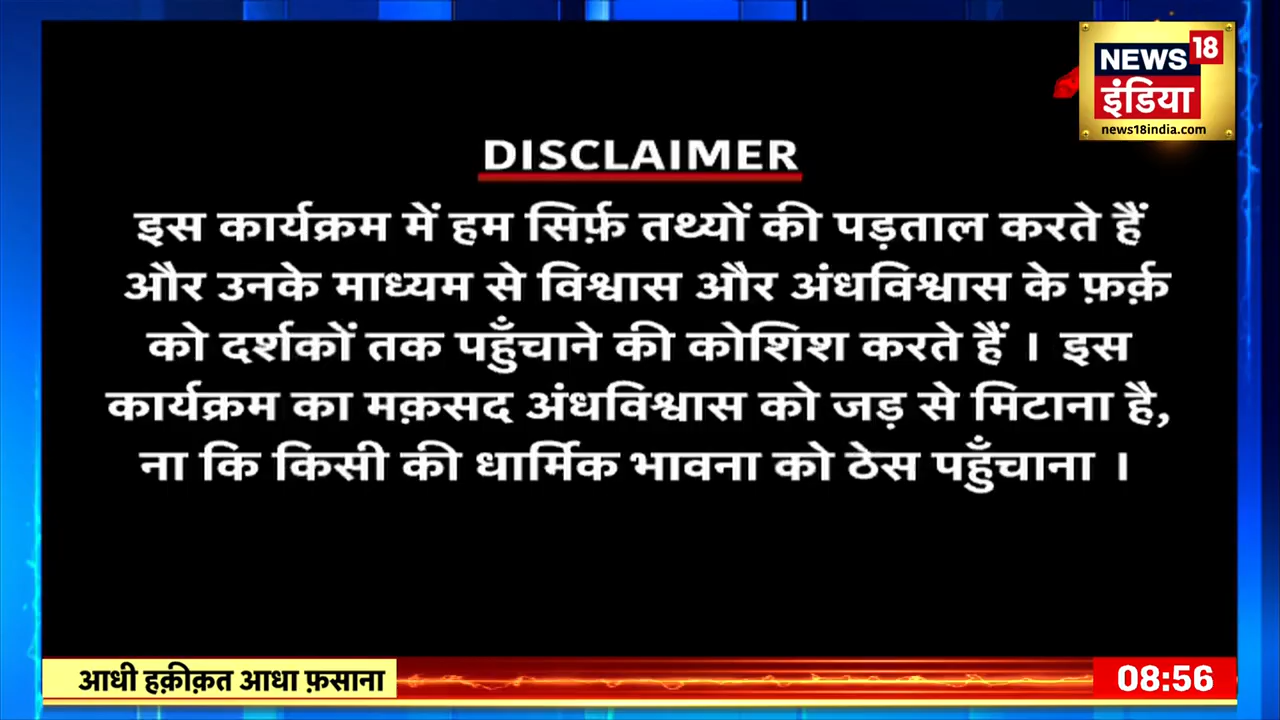 NEWS 18
इंडिया
news18india.com
DISCLAIMER
इस कार्यक्रम में हम सिर्फ़ तथ्यों की पड़ताल करते हैं
और उनके माध्यम से विश्वास और अंधविश्वास के फ़र्क़
को दर्शकों तक पहुँचाने की कोशिश करते हैं । इस
कार्यक्रम का मक़सद अंधविश्वास को जड़ से मिटाना है,
ना कि किसी की धार्मिक भावना को ठेस पहुँचाना ।
आधी हक़ीक़त आधा फ़साना
08:56